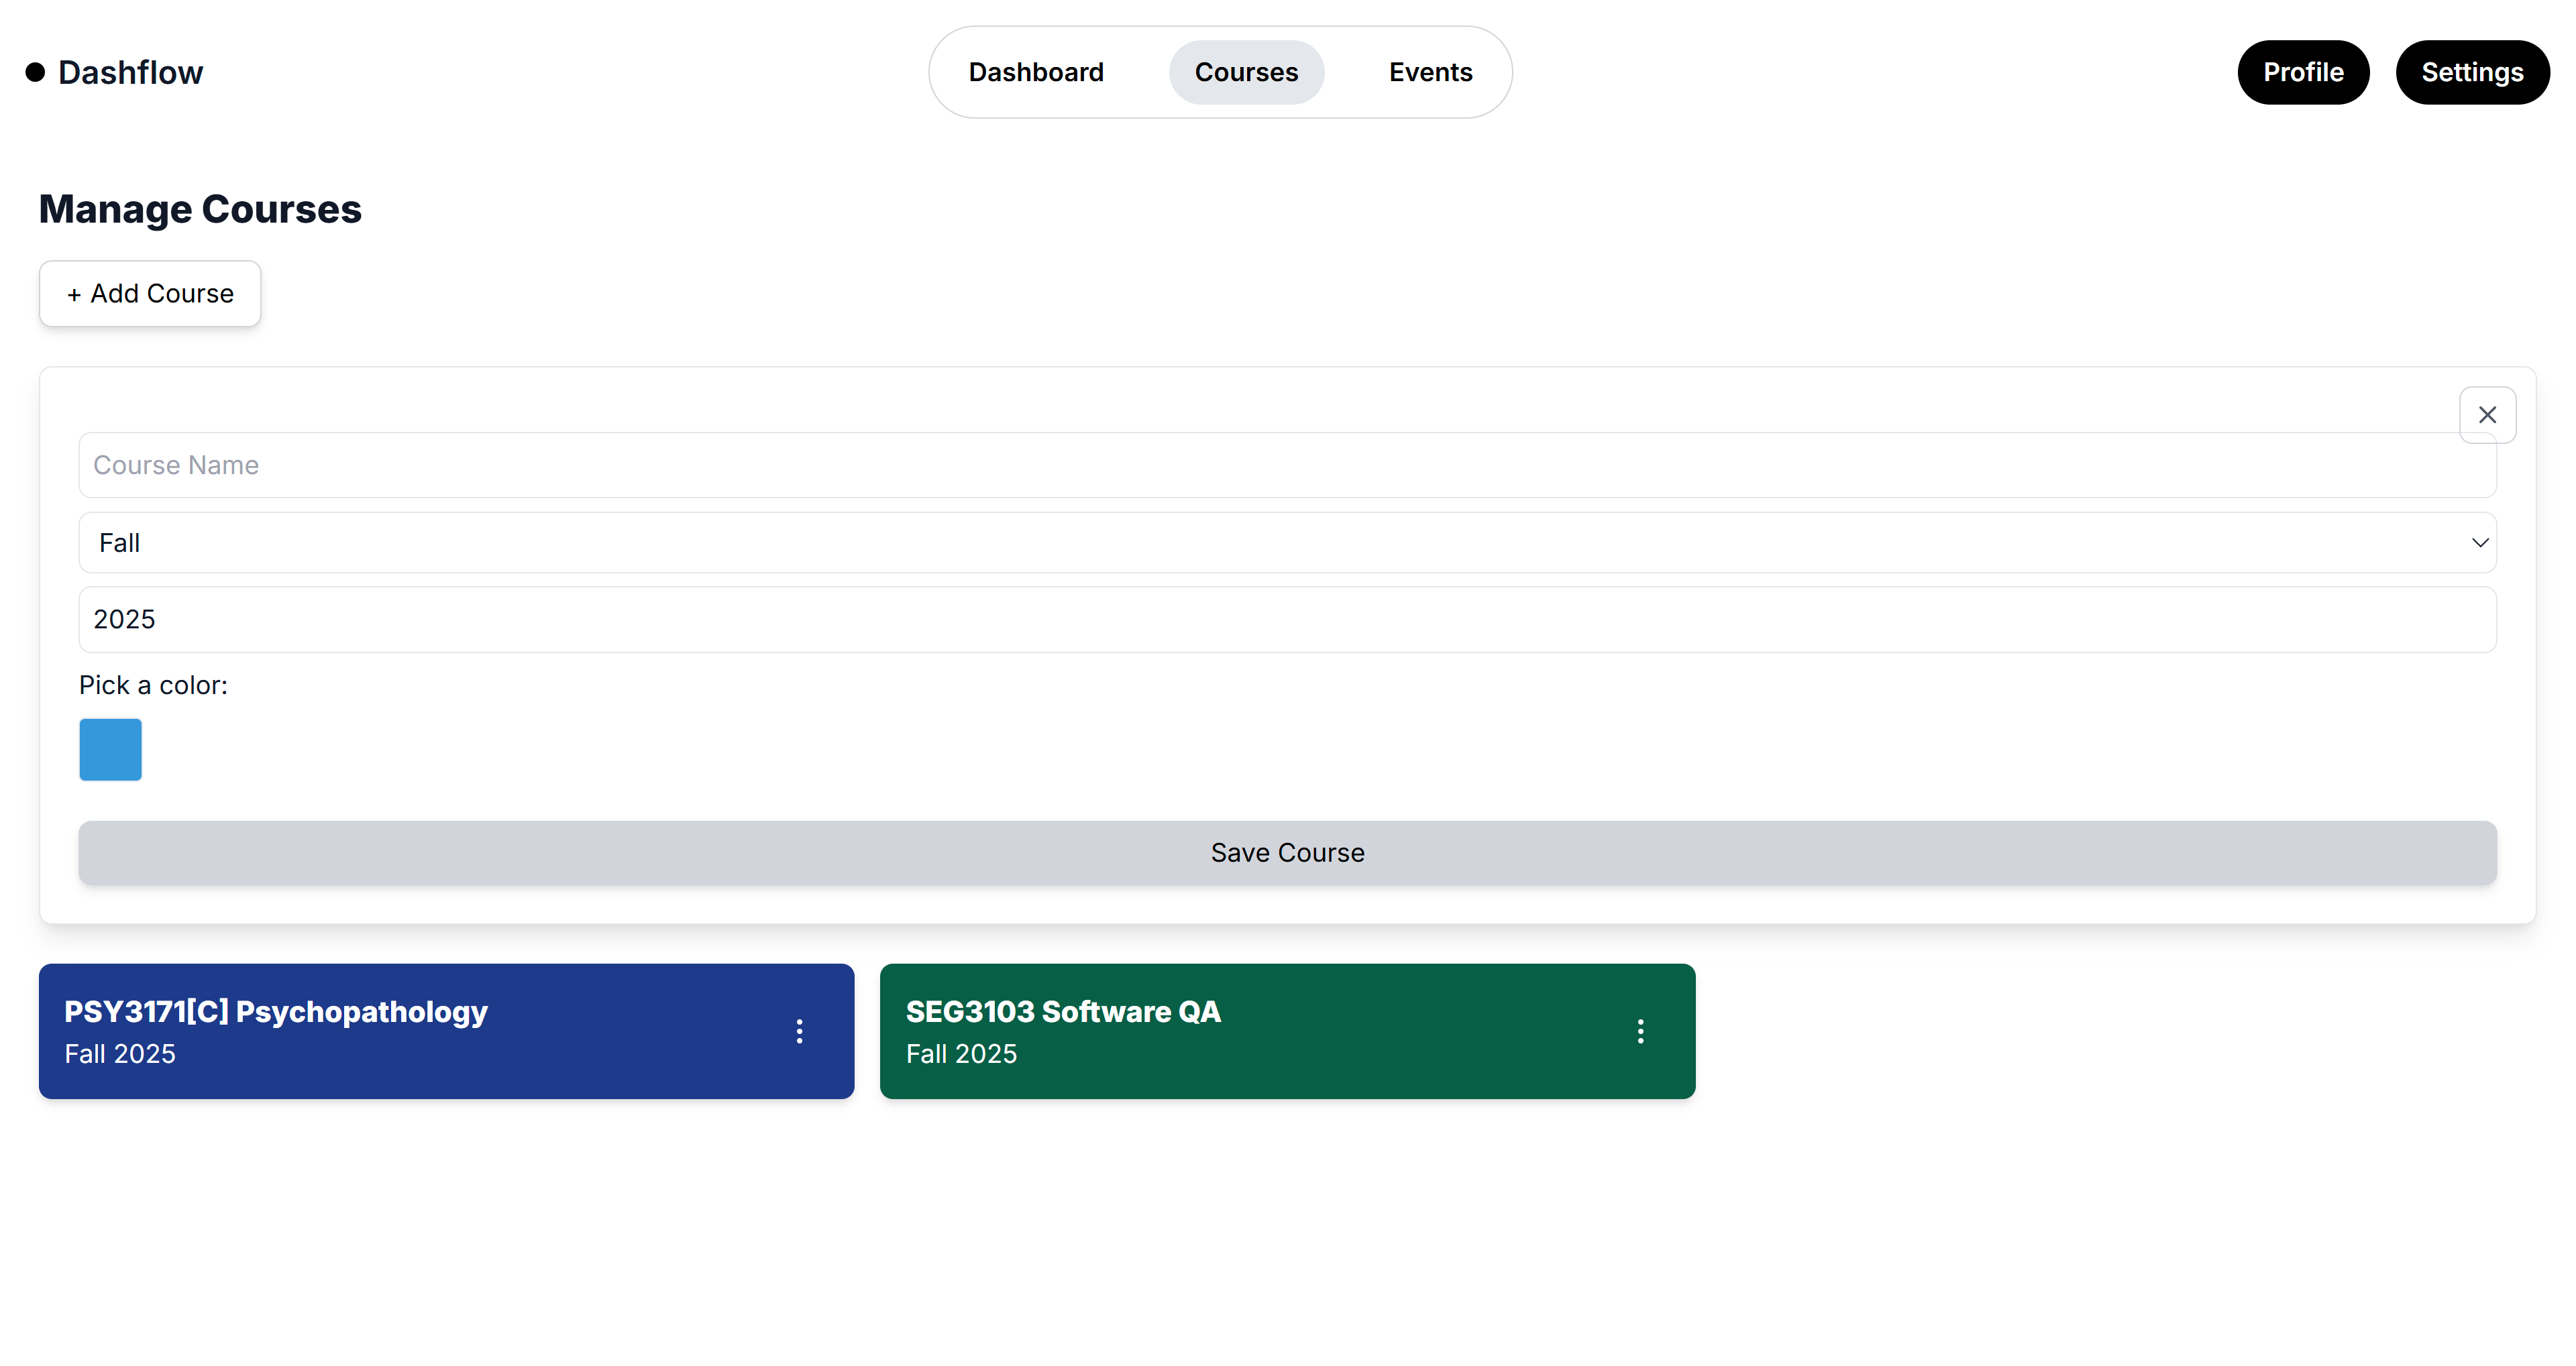 Dashflow
Dashboard
Courses
Events
Profile
Settings
Manage Courses
+ Add Course
Course Name
Fall
2025
Pick a color:
Save Course
PSY3171[C] Psychopathology
Fall 2025
SEG3103 Software QA
Fall 2025